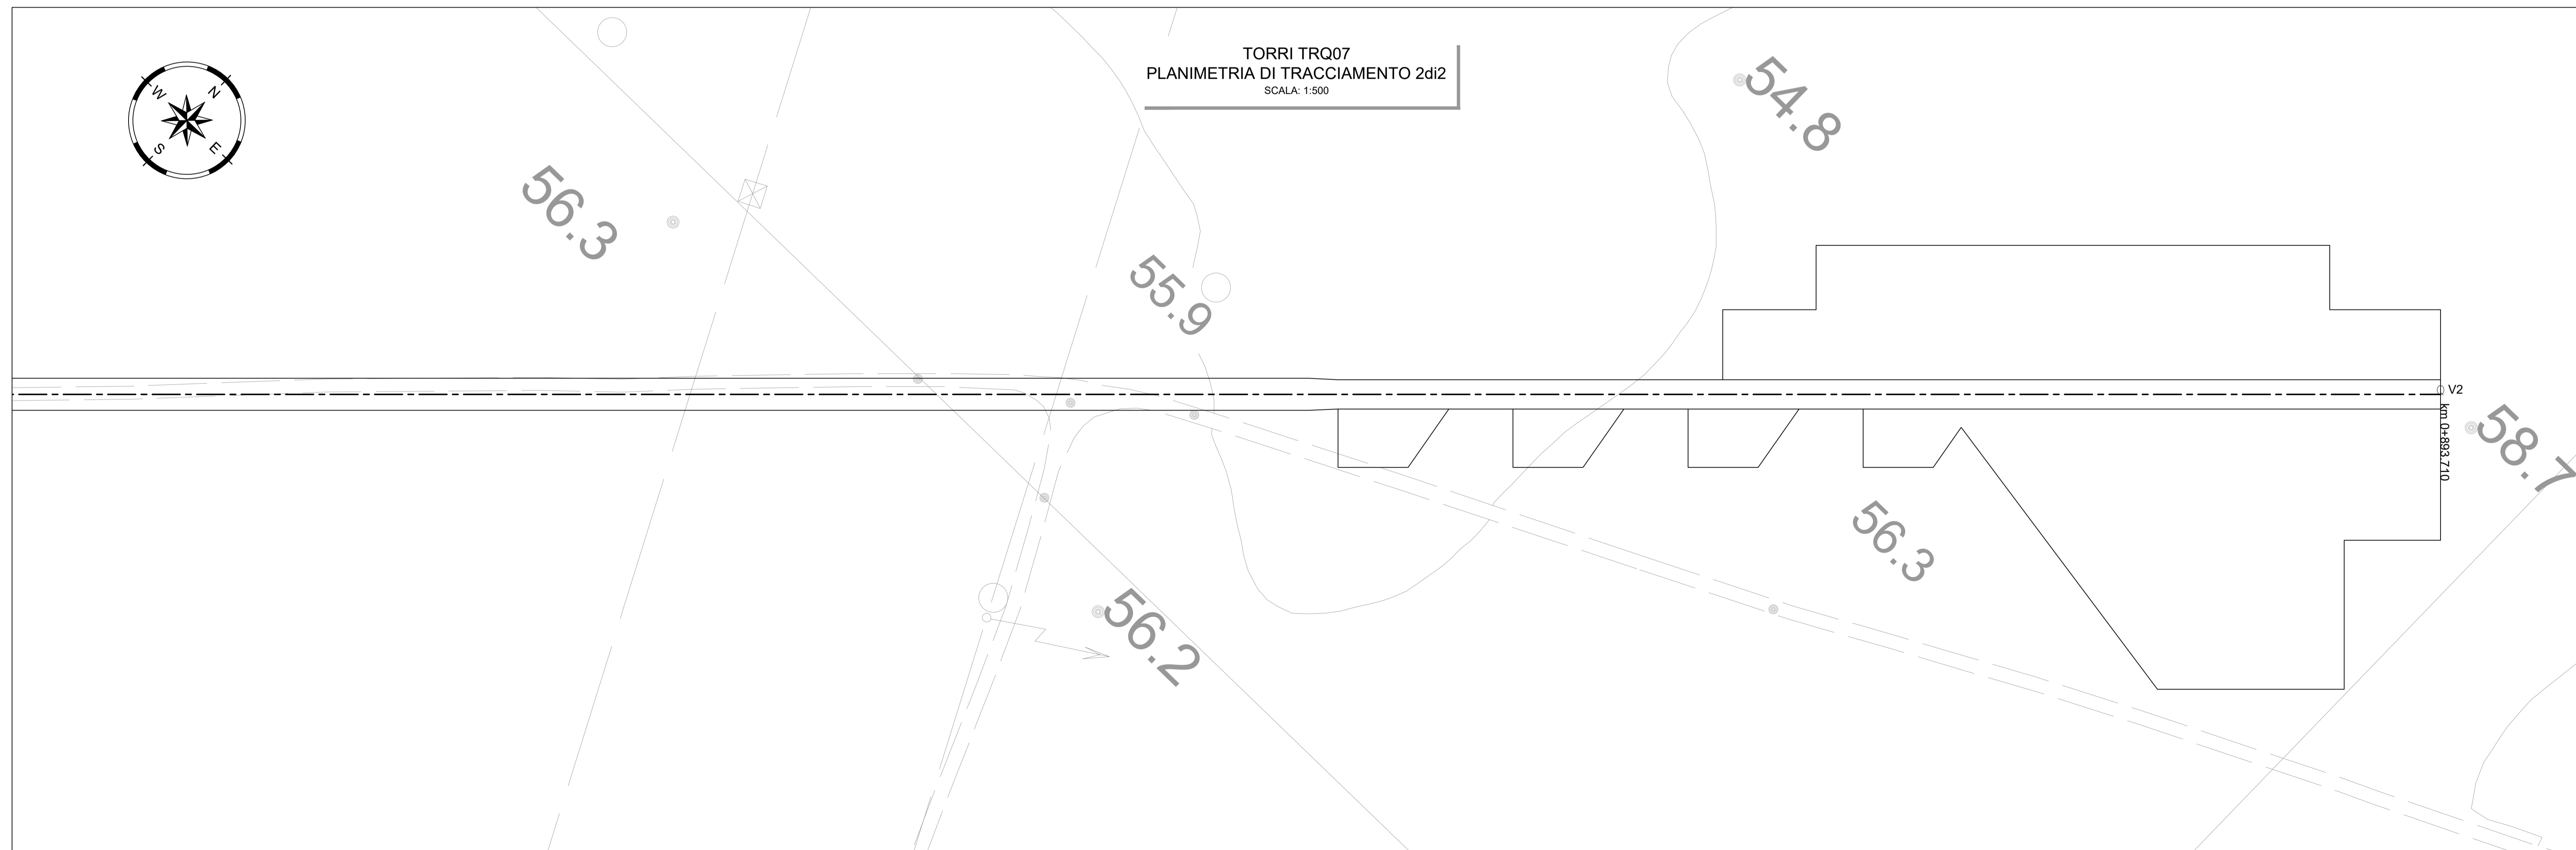 TORRI TRQ07
PLANIMETRIA DI TRACCIAMENTO 2di2
SCALA: 1:500
W
N
S
E
56.3
54.8
55.9
V2
km 0+893.710
58.7
56.3
56.2